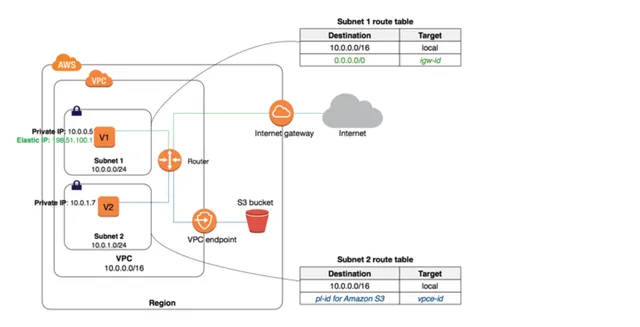 Subnet 1 route table
Destination Target
10.0.0.0/16 local
0.0.0.0/0 igw-id
AWS
VPC
Private IP: 10.0.0.5
Elastic IP: 198.51.100.1
V1
Subnet 1
10.0.0.0/24
Router
Internet gateway
Internet
Private IP: 10.0.1.7
V2
Subnet 2
10.0.1.0/24
S3 bucket
VPC endpoint
VPC
10.0.0.0/16
Region
Subnet 2 route table
Destination Target
10.0.0.0/16 local
pl-id for Amazon S3 vpce-id